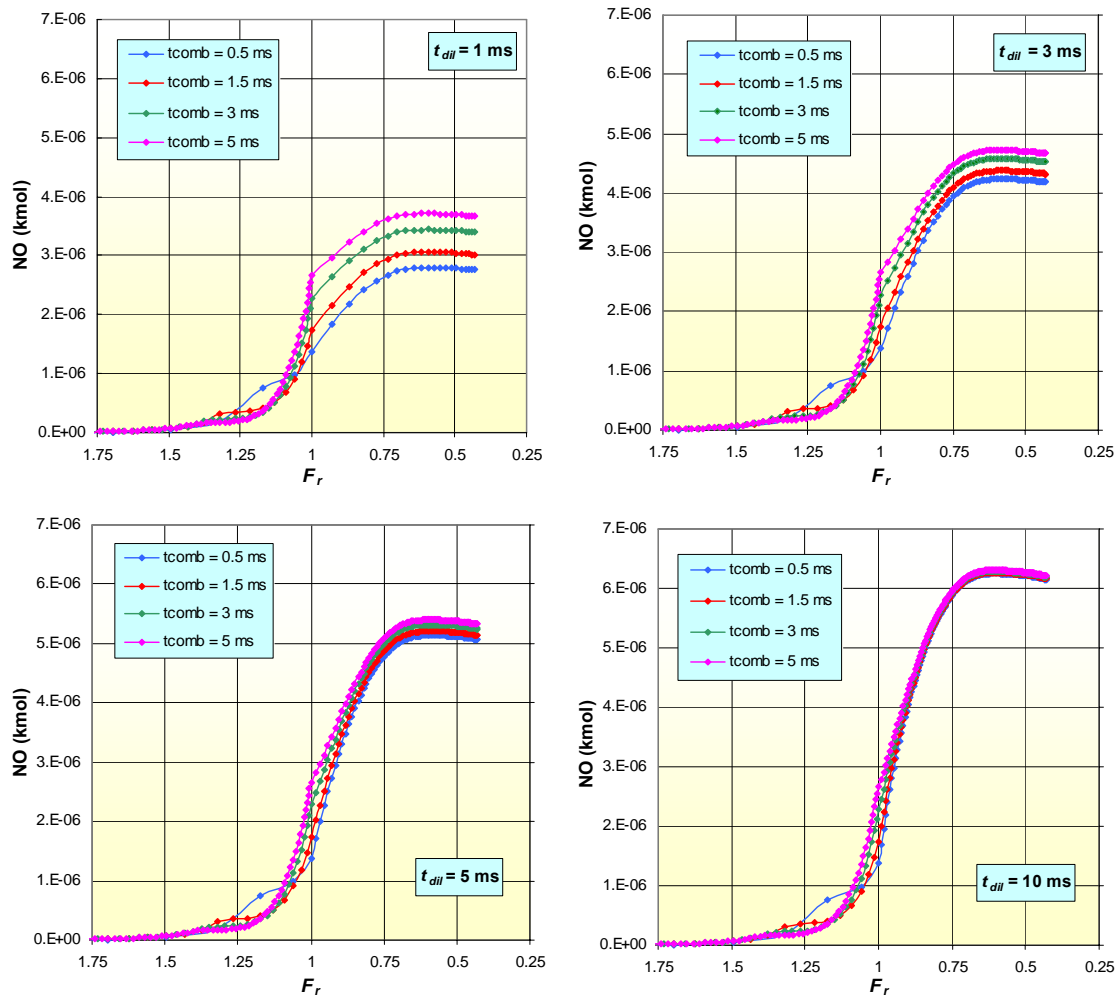 7.E-06
6.E-06
5.E-06
4.E-06
3.E-06
2.E-06
1.E-06
0.E+00
NO (kmol)
tcomb = 0.5 ms
tcomb = 1.5 ms
tcomb = 3 ms
tcomb = 5 ms
t dil = 1 ms
1.75 1.5 1.25 1 0.75 0.5 0.25
F r
7.E-06
6.E-06
5.E-06
4.E-06
3.E-06
2.E-06
1.E-06
0.E+00
NO (kmol)
tcomb = 0.5 ms
tcomb = 1.5 ms
tcomb = 3 ms
tcomb = 5 ms
t dil = 3 ms
1.75 1.5 1.25 1 0.75 0.5 0.25
F r
7.E-06
6.E-06
5.E-06
4.E-06
3.E-06
2.E-06
1.E-06
0.E+00
NO (kmol)
tcomb = 0.5 ms
tcomb = 1.5 ms
tcomb = 3 ms
tcomb = 5 ms
t dil = 5 ms
1.75 1.5 1.25 1 0.75 0.5 0.25
F r
7.E-06
6.E-06
5.E-06
4.E-06
3.E-06
2.E-06
1.E-06
0.E+00
NO (kmol)
tcomb = 0.5 ms
tcomb = 1.5 ms
tcomb = 3 ms
tcomb = 5 ms
t dil = 10 ms
1.75 1.5 1.25 1 0.75 0.5 0.25
F r